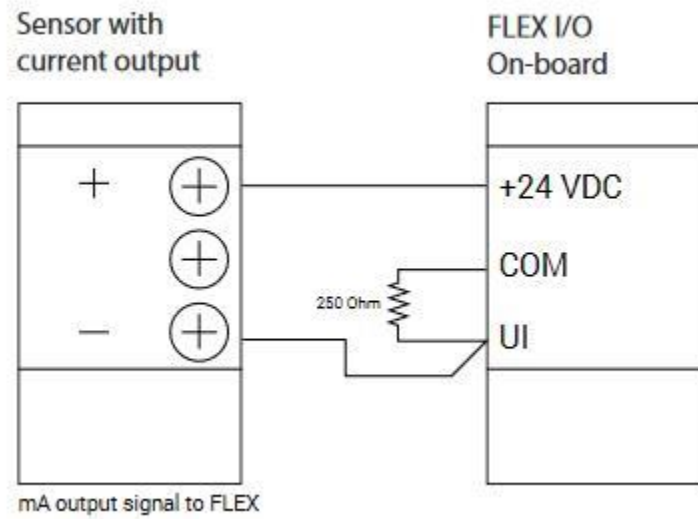 Sensor with
current output
FLEX I/O
On-board
+
+24 VDC
COM
250 Ohm
—
UI
mA output signal to FLEX